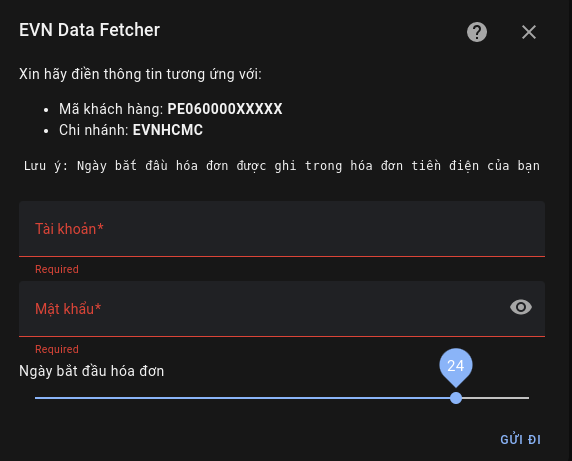 EVN Data Fetcher
Xin hãy điền thông tin tương ứng với:
Mã khách hàng: PE060000XXXXX
Chi nhánh: EVNHCMC
Lưu ý: Ngày bắt đầu hóa đơn được ghi trong hóa đơn tiền điện của bạn
Tài khoản*
Required
Mật khẩu*
Required
Ngày bắt đầu hóa đơn
24
GỬI ĐI